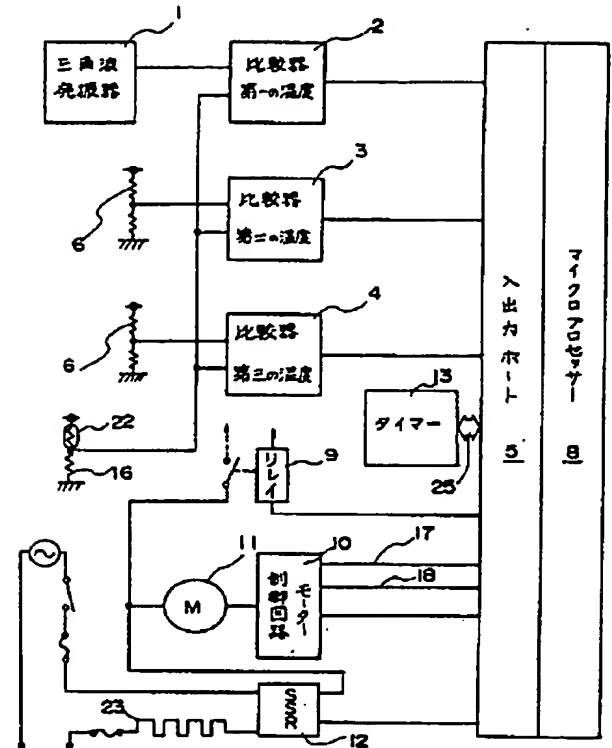 1
三角波
発振器
2
比較器
第一の温度
3
比較器
第二の温度
6
4
比較器
第三の温度
6
22
16
13
タイマー
25
リレイ
9
入出力ポート
5
マイクロプロセッサー
8
17
18
10
モーター
制御回路
11
M
23
SSR
12